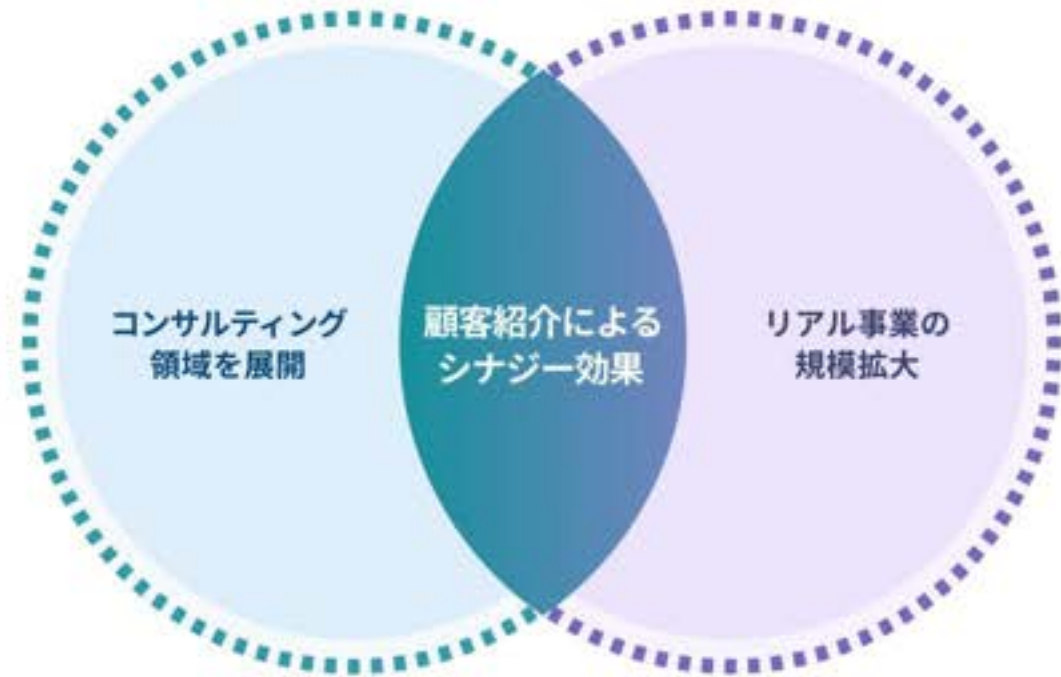 コンサルティング
領域を展開
顧客紹介による
シナジー効果
リアル事業の
規模拡大